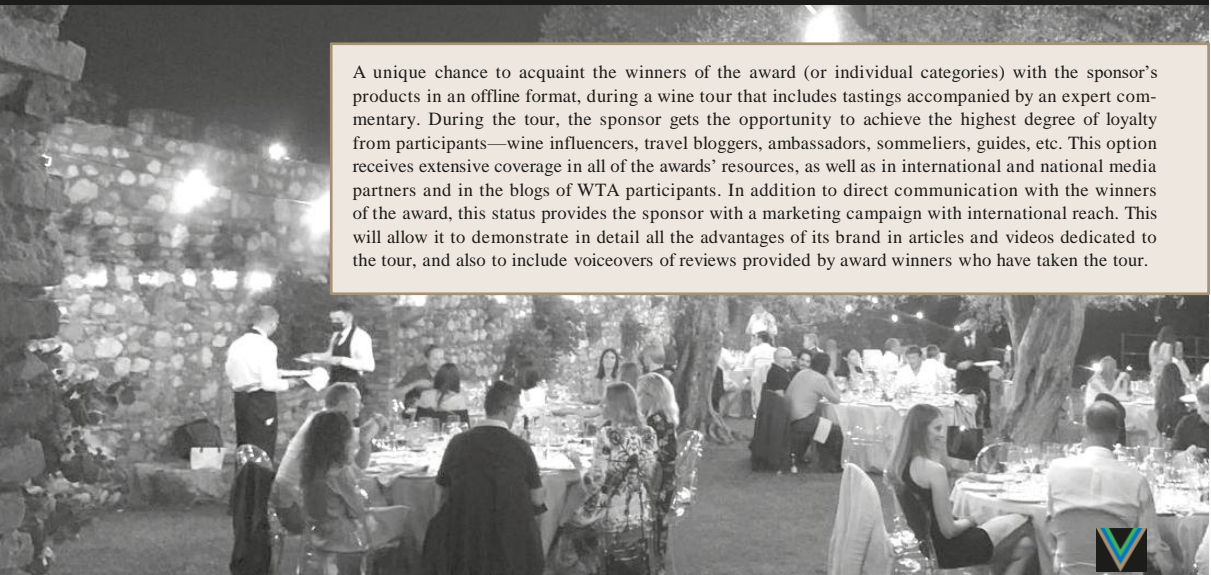 A unique chance to acquaint the winners of the award (or individual categories) with the sponsor’s
products in an offline format, during a wine tour that includes tastings accompanied by an expert com-
mentary. During the tour, the sponsor gets the opportunity to achieve the highest degree of loyalty
from participants—wine influencers, travel bloggers, ambassadors, sommeliers, guides, etc. This option
receives extensive coverage in all of the awards’ resources, as well as in international and national media
partners and in the blogs of WTA participants. In addition to direct communication with the winners
of the award, this status provides the sponsor with a marketing campaign with international reach. This
will allow it to demonstrate in detail all the advantages of its brand in articles and videos dedicated to
the tour, and also to include voiceovers of reviews provided by award winners who have taken the tour.